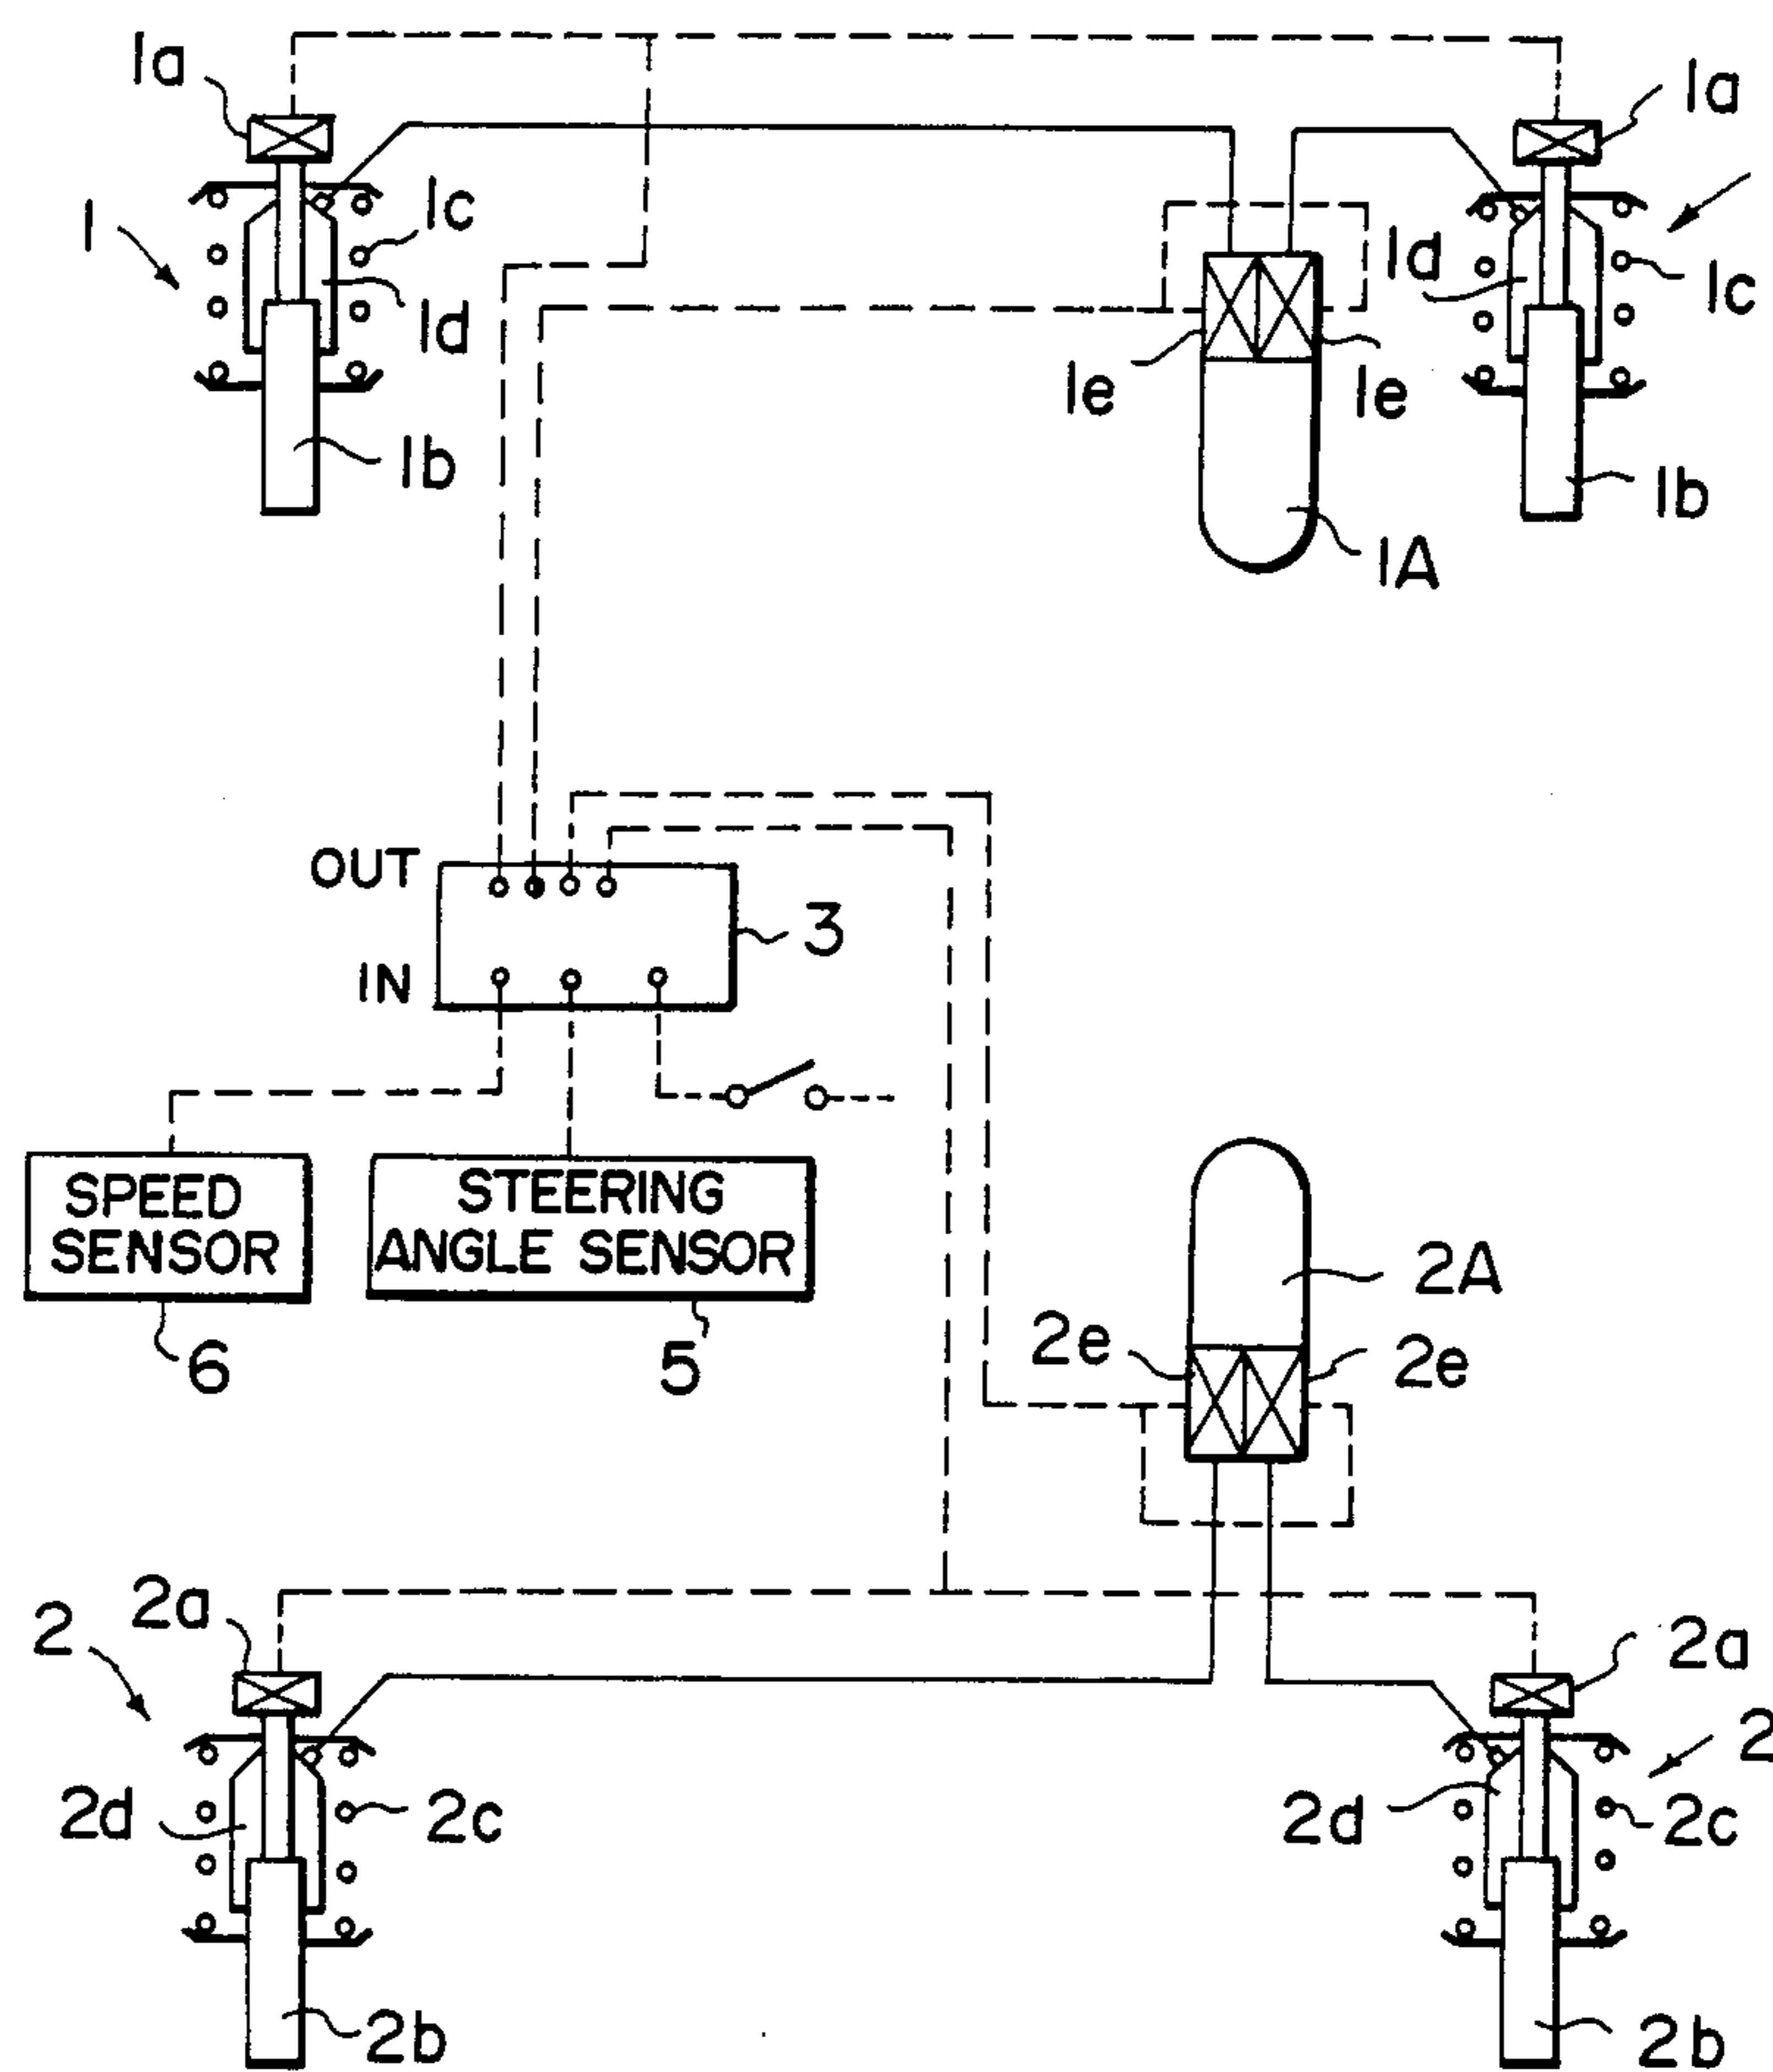 1a
1a
1
1c
1d
1c
1d
1e
1e
1b
1b
1A
OUT
3
IN
SPEED
SENSOR
STEERING
ANGLE SENSOR
6
5
2A
2e
2e
2a
2
2a
2
2d
2c
2d
2c
2b
2b